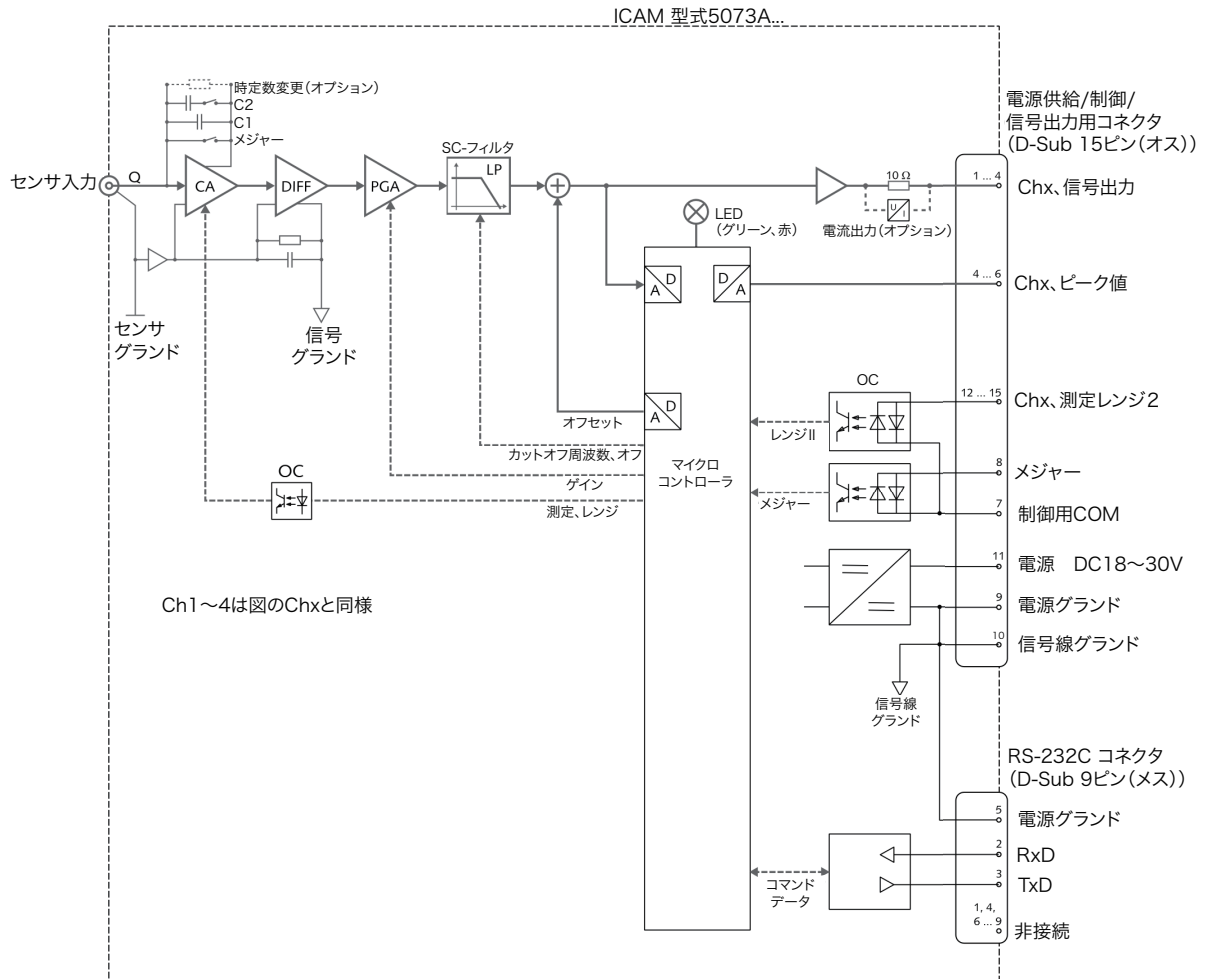 ICAM 型式5073A...
時定数変更（オプション）
C2
C1
メジャー
センサ入力
Q
CA
DIFF
PGA
SC-フィルタ
LP
LED
（グリーン、赤）
10 Ω
U
I
電流出力（オプション）
電源供給/制御/
信号出力用コネクタ
（D-Sub 15ピン（オス））
1 ... 4
Chx、信号出力
A
D
D
A
4 ... 6
Chx、ピーク値
センサ
グランド
信号
グランド
A
D
オフセット
カットオフ周波数、オフ
ゲイン
OC
測定、レンジ
マイクロ
コントローラ
OC
レンジⅡ
12 ... 15
Chx、測定レンジ2
メジャー
8
メジャー
7
制御用COM
11
電源　DC18〜30V
9
電源グランド
10
信号線グランド
信号線
グランド
Ch1〜4は図のChxと同様
RS-232C コネクタ
（D-Sub 9ピン（メス））
5
電源グランド
2
RxD
3
TxD
コマンド
データ
1, 4,
6 ... 9
非接続